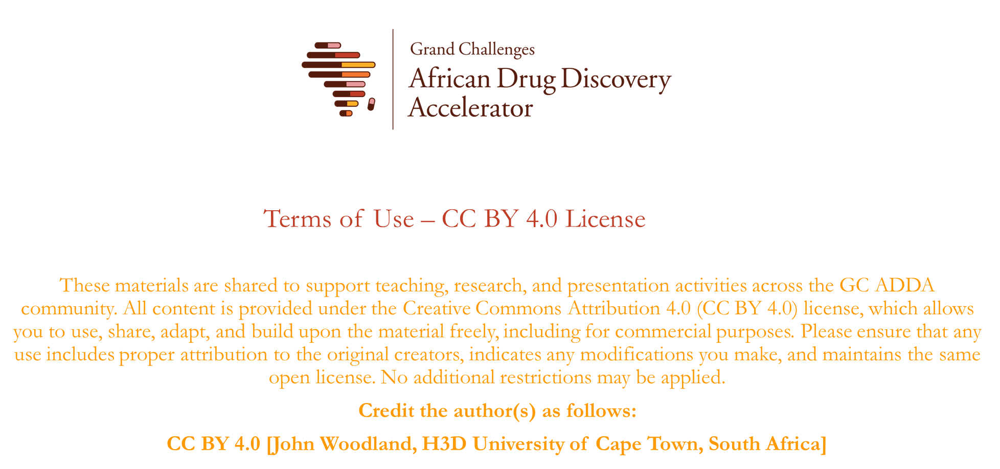 Grand Challenges
African Drug Discovery
Accelerator
Terms of Use – CC BY 4.0 License
These materials are shared to support teaching, research, and presentation activities across the GC ADDA
community. All content is provided under the Creative Commons Attribution 4.0 (CC BY 4.0) license, which allows
you to use, share, adapt, and build upon the material freely, including for commercial purposes. Please ensure that any
use includes proper attribution to the original creators, indicates any modifications you make, and maintains the same
open license. No additional restrictions may be applied.
Credit the author(s) as follows:
CC BY 4.0 [John Woodland, H3D University of Cape Town, South Africa]